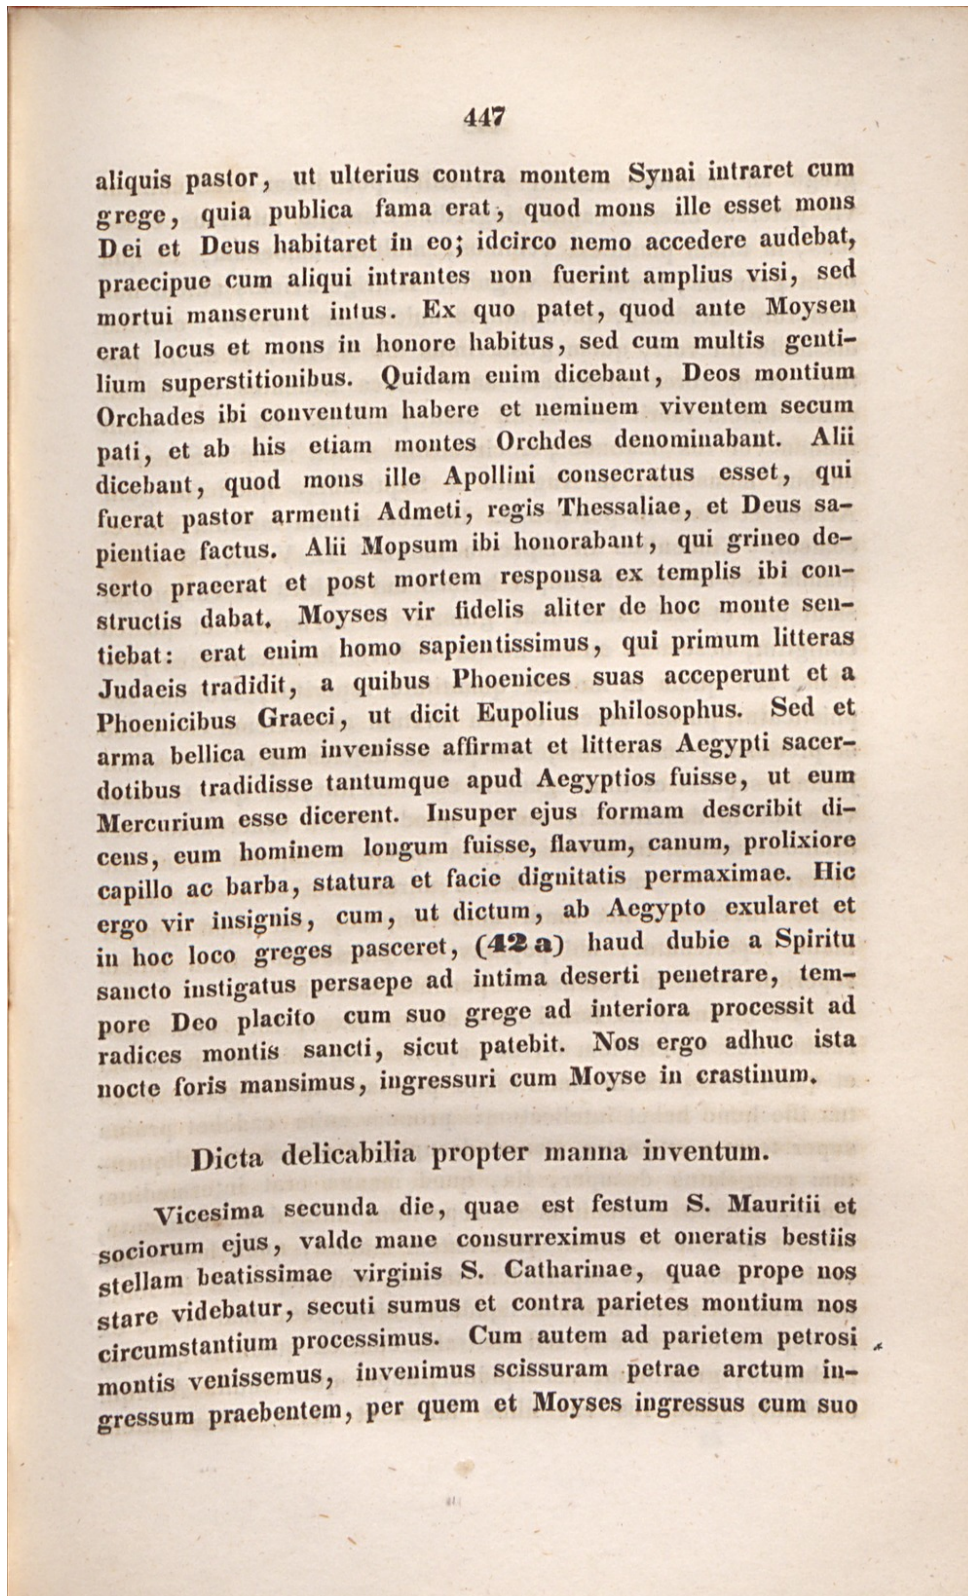 447
aliquis pastor, ut ulterius contra montem Synai intraret cum
grege, quia publica fama erat, quod mons ille esset mons
Dei et Deus habitaret in eo; idcirco nemo accedere audebat,
praecipue cum aliqui intrantes non fuerint amplius visi, sed
mortui manserunt intus. Ex quo patet, quod ante Moysen
erat locus et mons in honore habitus, sed cum multis genti-
lium superstitionibus. Quidam enim dicebant, Deos montium
Orchades ibi conventum habere et neminem viventem secum
pati, et ab his etiam montes Orchdes denominabant. Alii
dicebant, quod mons ille Apollini consecratus esset, qui
fuerat pastor armenti Admeti, regis Thessaliae, et Deus sa-
pientiae factus. Alii Mopsum ibi honorabant, qui grineo de-
serto praeerat et post mortem responsa ex templis ibi con-
structis dabat. Moyses vir fidelis aliter de hoc monte sen-
tiebat: erat enim homo sapientissimus, qui primum litteras
Judaeis tradidit, a quibus Phoenices suas acceperunt et a
Phoenicibus Graeci, ut dicit Eupolius philosophus. Sed et
arma bellica eum invenisse affirmat et litteras Aegypti sacer-
dotibus tradidisse tantumque apud Aegyptios fuisse, ut eum
Mercurium esse dicerent. Insuper ejus formam describit di-
cens, eum hominem longum fuisse, flavum, canum, prolixiore
capillo ac barba, statura et facie dignitatis permaximae. Hic
ergo vir insignis, cum, ut dictum, ab Aegypto exularet et
in hoc loco greges pasceret, (42 a) haud dubie a Spiritu
sancto instigatus persaepe ad intima deserti penetrare, tem-
pore Deo placito cum suo grege ad interiora processit ad
radices montis sancti, sicut patebit. Nos ergo adhuc ista
nocte foris mansimus, ingressuri cum Moyse in crastinum.
Dicta delicabilia propter manna inventum.
Vicesima secunda die, quae est festum S. Mauritii et
sociorum ejus, valde mane consurreximus et oneratis bestiis
stellam beatissimae virginis S. Catharinae, quae prope nos
stare videbatur, secuti sumus et contra parietes montium nos
circumstantium processimus. Cum autem ad parietem petrosi
montis venissemus, invenimus scissuram petrae arctum in-
gressum praebentem, per quem et Moyses ingressus cum suo